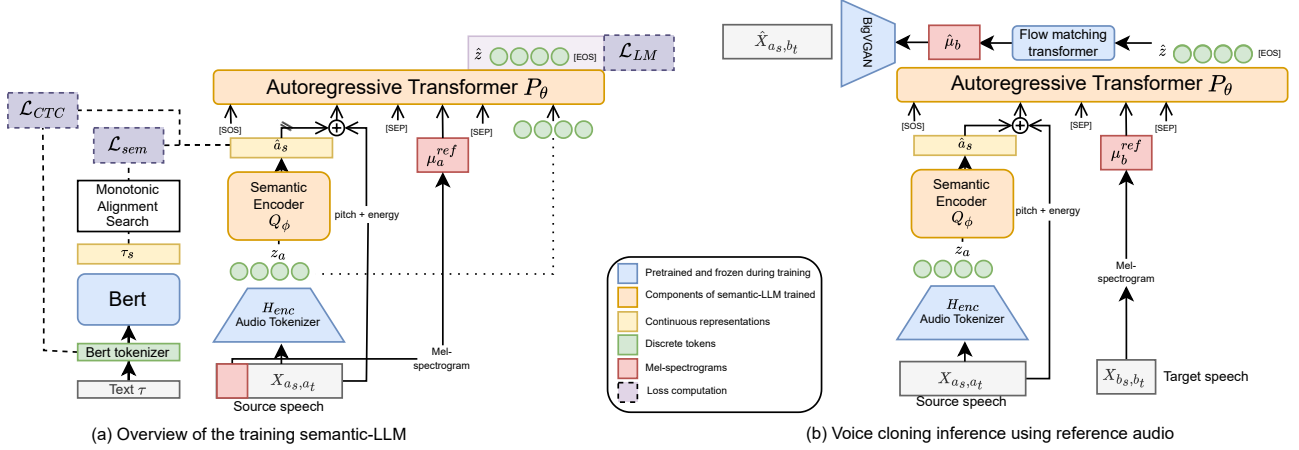 ẑ
[EOS]
ℒ_LM
Autoregressive Transformer P_θ
ℒ_CTC
[SOS]
[SEP]
[SEP]
ℒ_sem
â_s
μ_a^ref
Monotonic
Alignment
Search
Semantic
Encoder
Q_ϕ
pitch + energy
τ_s
z_a
Bert
H_enc
Audio Tokenizer
Bert tokenizer
Mel-
spectrogram
Text τ
X_{a_s,a_t}
Source speech
(a) Overview of the training semantic-LLM
X̂_{a_s,b_t}
BigVGAN
μ̂_b
Flow matching
transformer
ẑ
[EOS]
Autoregressive Transformer P_θ
[SOS]
[SEP]
[SEP]
â_s
μ_b^ref
Semantic
Encoder
Q_ϕ
pitch + energy
z_a
Mel-
spectrogram
H_enc
Audio Tokenizer
X_{a_s,a_t}
Source speech
X_{b_s,b_t}
Target speech
Pretrained and frozen during training
Components of semantic-LLM trained
Continuous representations
Discrete tokens
Mel-spectrograms
Loss computation
(b) Voice cloning inference using reference audio